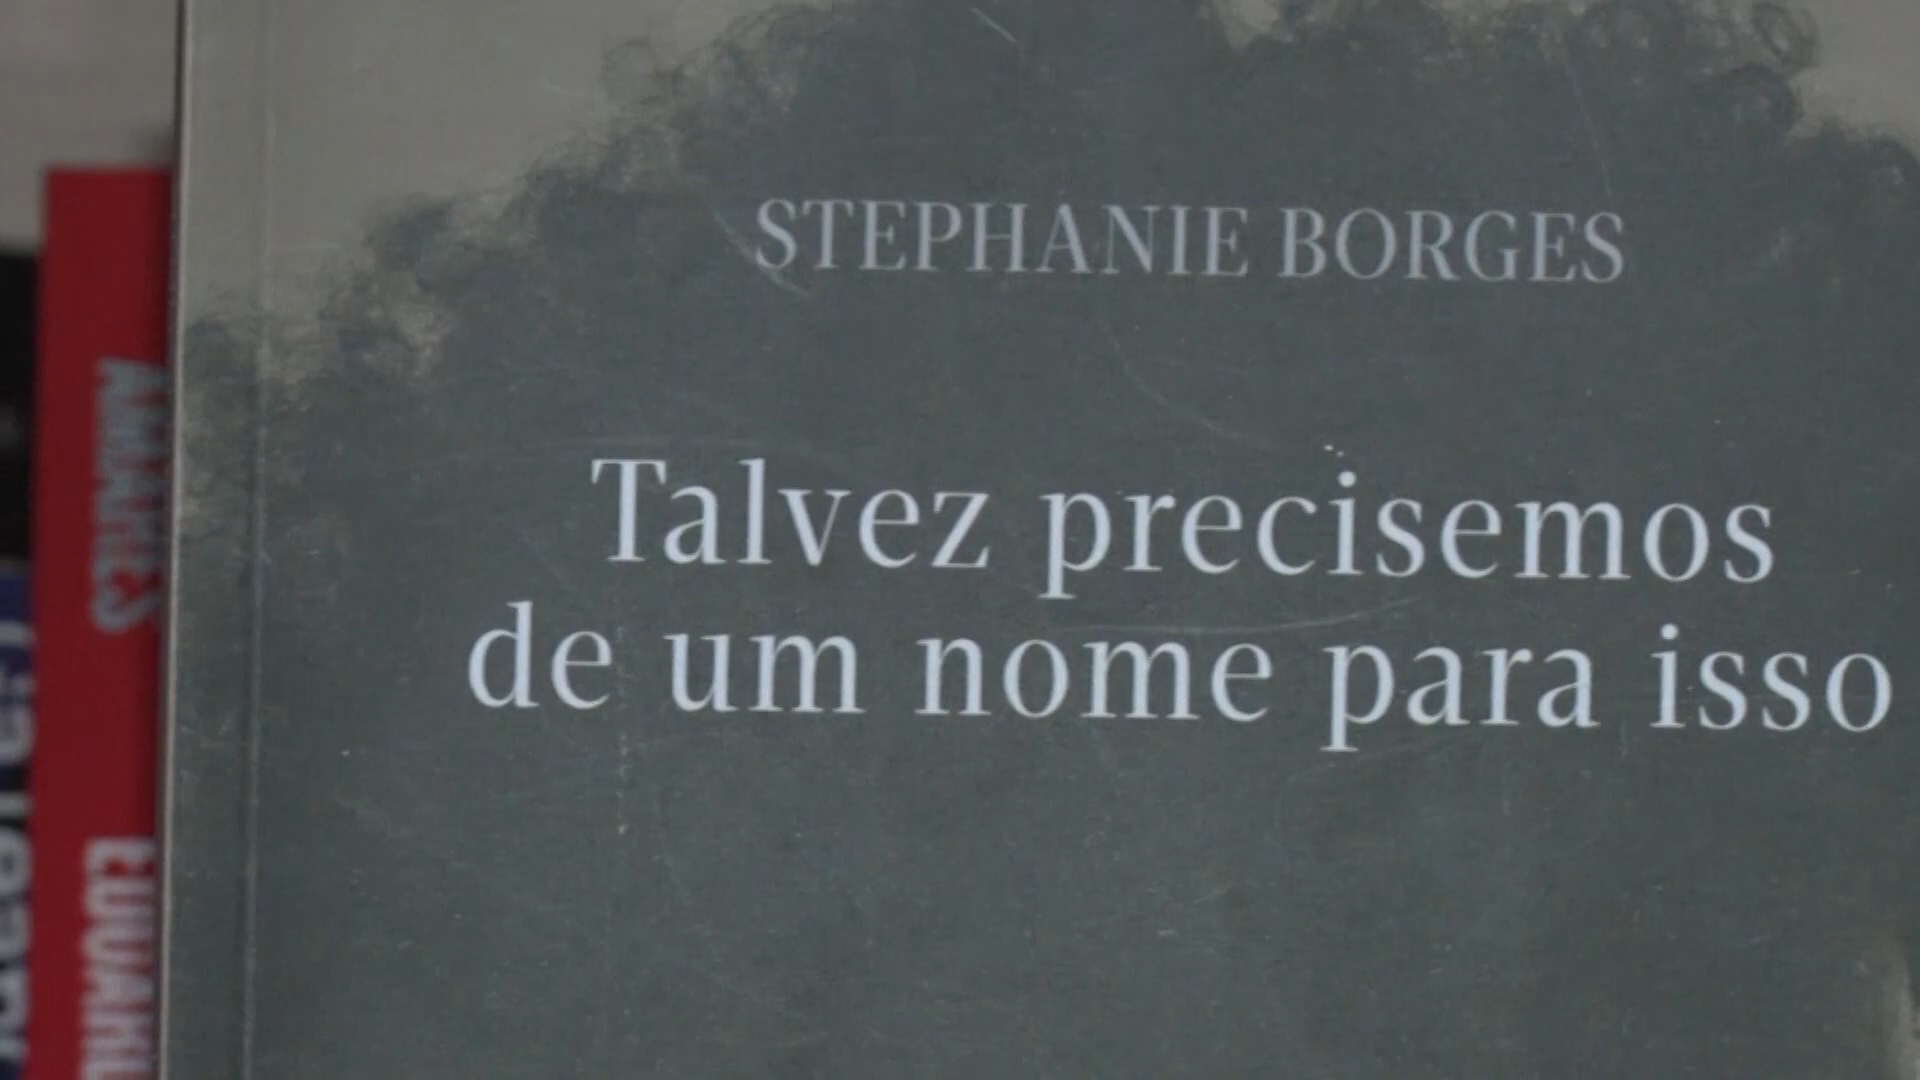 STEPHANIE BORGES
Talvez precisemos
de um nome para isso